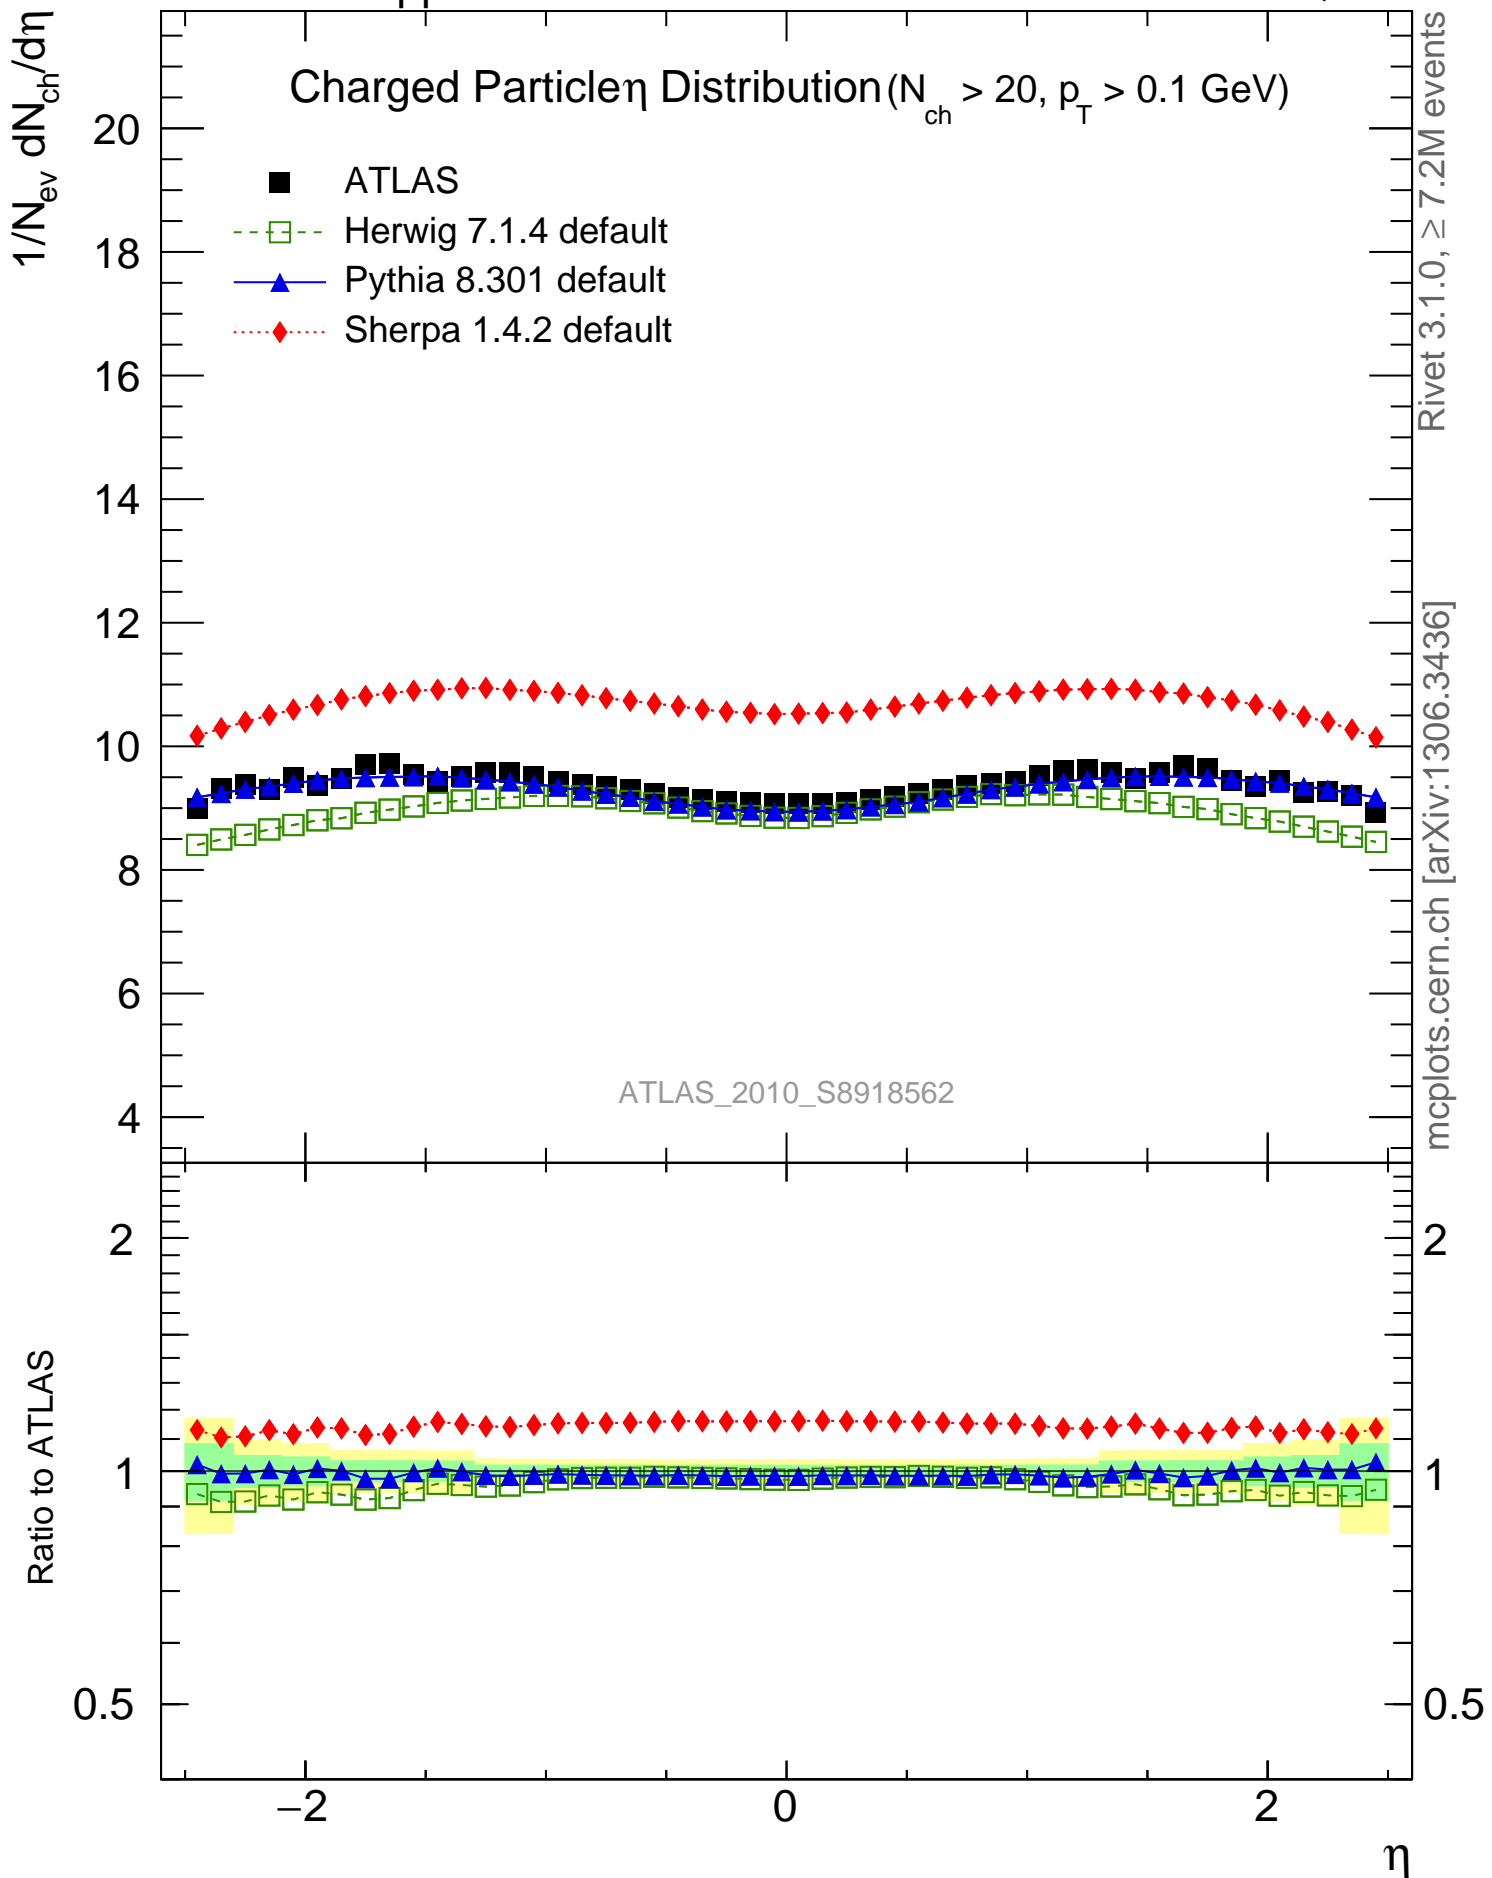 Charged Particleη Distribution (N_ch > 20, p_T > 0.1 GeV)
1/N_ev dN_ch/dη
ATLAS
Herwig 7.1.4 default
Pythia 8.301 default
Sherpa 1.4.2 default
20
18
16
14
12
10
8
6
4
ATLAS_2010_S8918562
Rivet 3.1.0, ≥ 7.2M events
mcplots.cern.ch [arXiv:1306.3436]
Ratio to ATLAS
2
1
0.5
2
1
0.5
−2
0
2
η